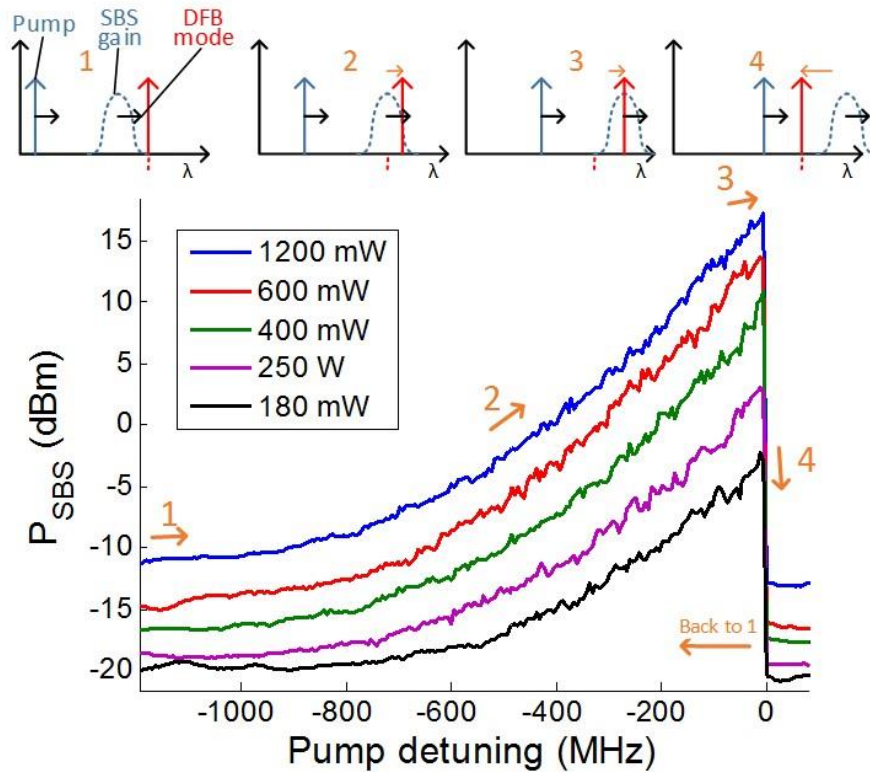 Pump
SBS
gain
DFB
mode
1
λ
2
λ
3
λ
4
λ
3
15
10
5
0
-5
-10
-15
-20
P_SBS (dBm)
1200 mW
600 mW
400 mW
250 W
180 mW
1
2
4
Back to 1
-1000
-800
-600
-400
-200
0
Pump detuning (MHz)